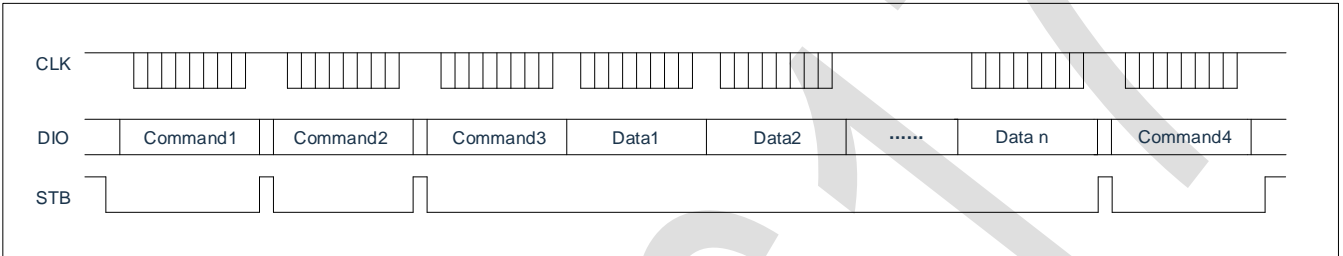 CLK
DIO Command1 Command2 Command3 Data1 Data2 ...... Data n Command4
STB